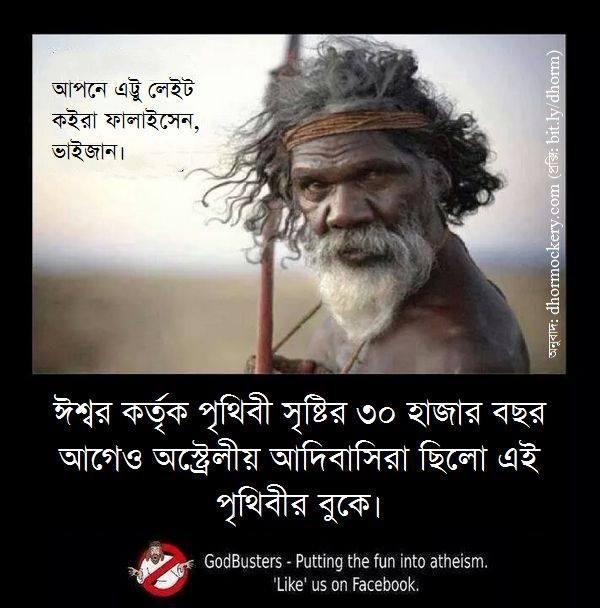 আপনে এট্টু লেইট
কইরা ফালাইসেন,
ভাইজান।
অনুবাদ: dhormockery.com (প্রক্সি: bit.ly/dhorm)
ঈশ্বর কর্তৃক পৃথিবী সৃষ্টির ৩০ হাজার বছর
আগেও অস্ট্রেলীয় আদিবাসিরা ছিলো এই
পৃথিবীর বুকে।
GodBusters - Putting the fun into atheism.
'Like' us on Facebook.